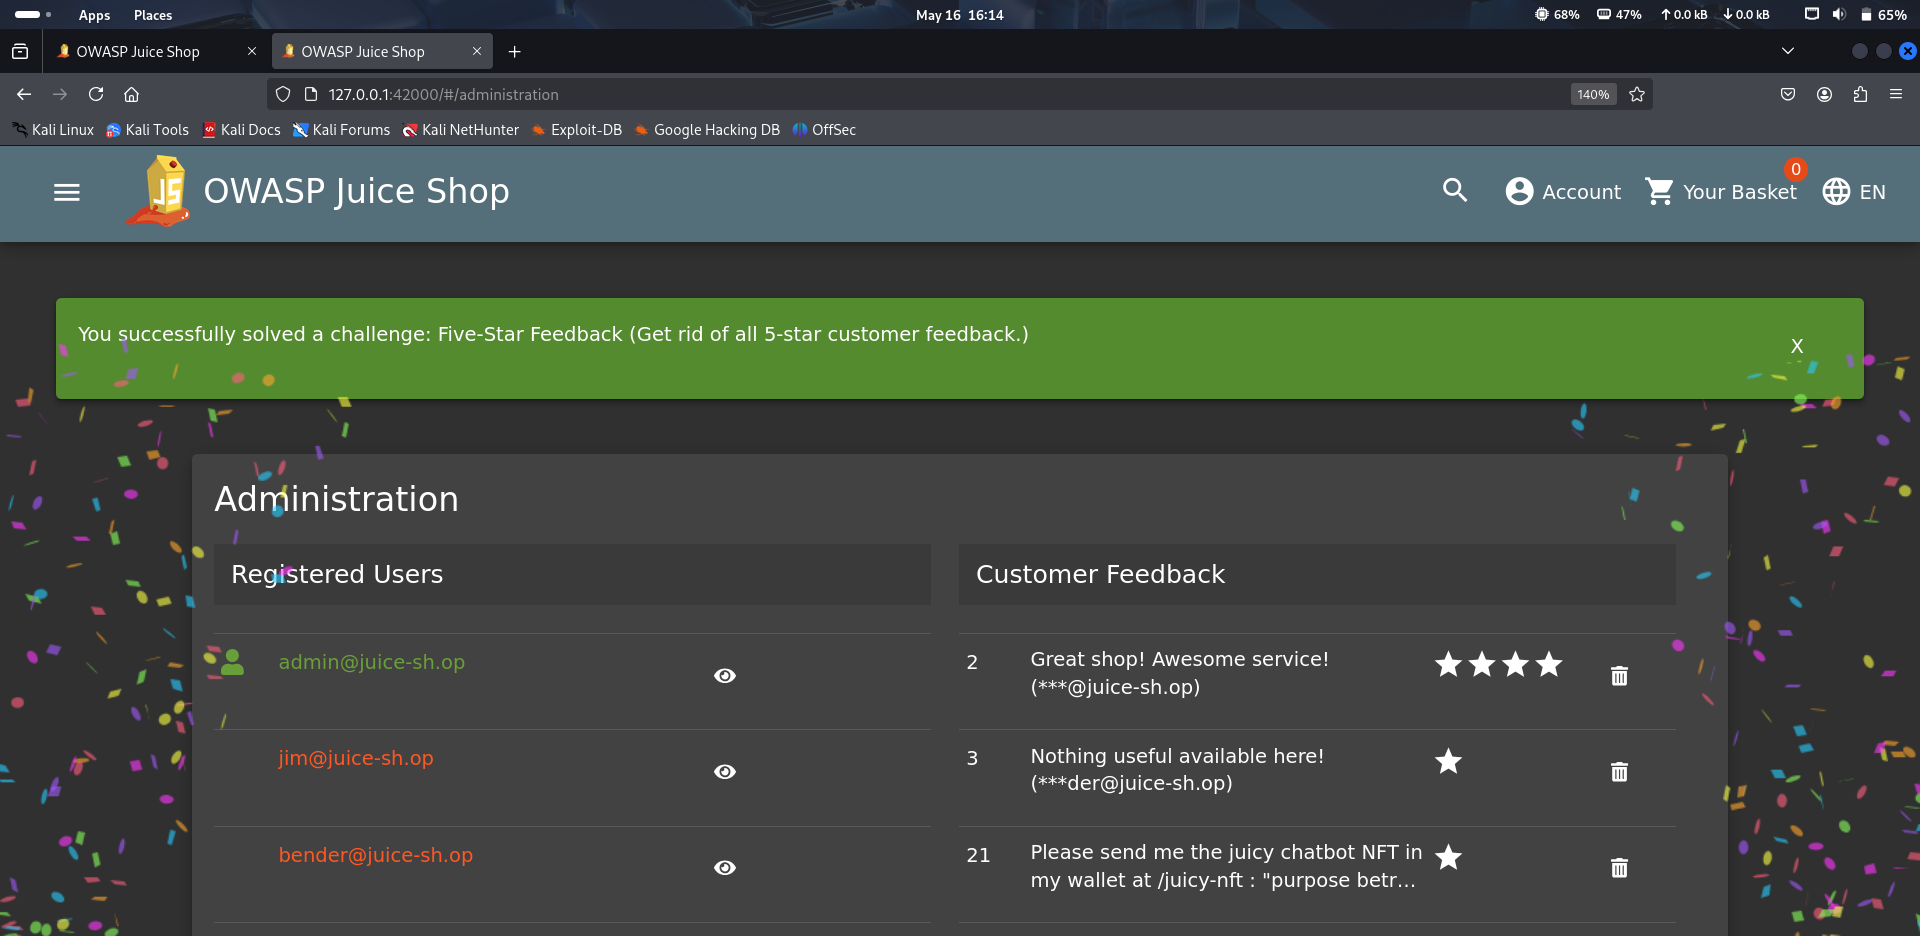 Apps Places May 16 16:14 68% 47% 0.0 kB 0.0 kB 65%
OWASP Juice Shop OWASP Juice Shop
127.0.0.1:42000/#/administration 140%
Kali Linux Kali Tools Kali Docs Kali Forums Kali NetHunter Exploit-DB Google Hacking DB OffSec
JS OWASP Juice Shop Account Your Basket 0 EN
You successfully solved a challenge: Five-Star Feedback (Get rid of all 5-star customer feedback.)
X
Administration
Registered Users
admin@juice-sh.op
jim@juice-sh.op
bender@juice-sh.op
Customer Feedback
2 Great shop! Awesome service!
(***@juice-sh.op)
3 Nothing useful available here!
(***der@juice-sh.op)
21 Please send me the juicy chatbot NFT in
my wallet at /juicy-nft : "purpose betr...